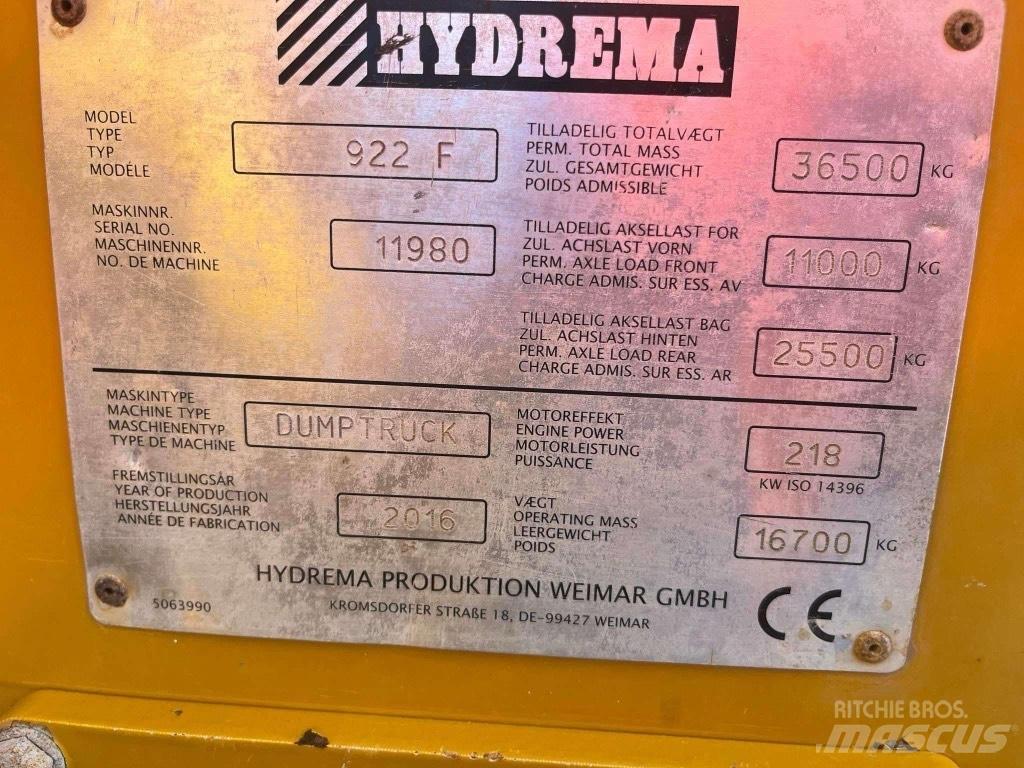 HYDREMA
MODEL
TYPE
TYP
MODÉLE
922 F
TILLADELIG TOTALVÆGT
PERM. TOTAL MASS
ZUL. GESAMTGEWICHT
POIDS ADMISSIBLE
36500 KG
MASKINNR.
SERIAL NO.
MASCHINENNR.
NO. DE MACHINE
11980
TILLADELIG AKSELLAST FOR
ZUL. ACHSLAST VORN
PERM. AXLE LOAD FRONT
CHARGE ADMIS. SUR ESS. AV
11000 KG
TILLADELIG AKSELLAST BAG
ZUL. ACHSLAST HINTEN
PERM. AXLE LOAD REAR
CHARGE ADMIS. SUR ESS. AR
25500 KG
MASKINTYPE
MACHINE TYPE
MASCHIENENTYP
TYPE DE MACHINE
DUMPTRUCK
MOTOREFFEKT
ENGINE POWER
MOTORLEISTUNG
PUISSANCE
218
KW ISO 14396
FREMSTILLINGSÅR
YEAR OF PRODUCTION
HERSTELLUNGSJAHR
ANNÉE DE FABRICATION
2016
VÆGT
OPERATING MASS
LEERGEWICHT
POIDS
16700 KG
HYDREMA PRODUKTION WEIMAR GMBH
KROMSDORFER STRAßE 18, DE-99427 WEIMAR
5063990
CE
RITCHIE BROS.
MASCUS